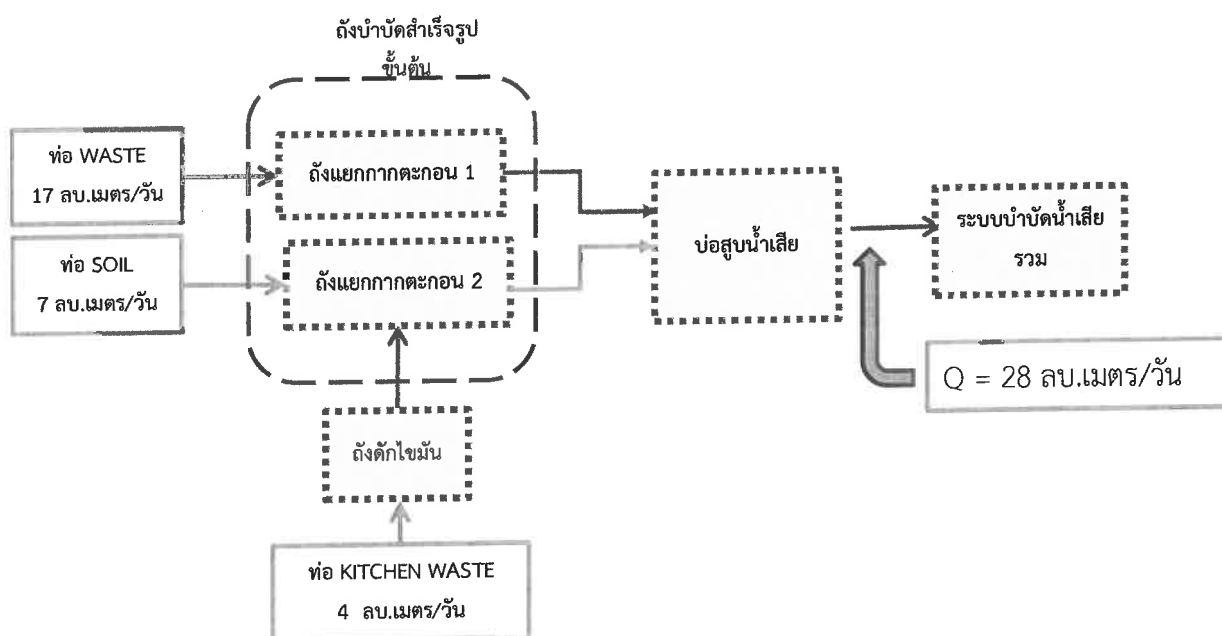 ถังบำบัดสำเร็จรูป
ขั้นต้น
ท่อ WASTE
17 ลบ.เมตร/วัน
ถังแยกกากตะกอน 1
ท่อ SOIL
7 ลบ.เมตร/วัน
ถังแยกกากตะกอน 2
บ่อสูบน้ำเสีย
ระบบบำบัดน้ำเสีย
รวม
Q = 28 ลบ.เมตร/วัน
ถังดักไขมัน
ท่อ KITCHEN WASTE
4 ลบ.เมตร/วัน